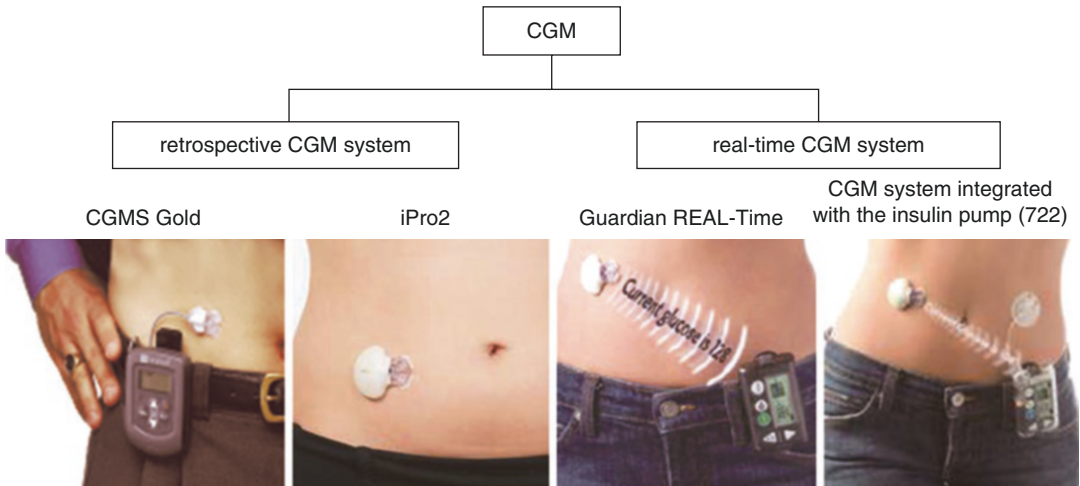 CGM
retrospective CGM system
real-time CGM system
CGMS Gold
iPro2
Guardian REAL-Time
CGM system integrated
with the insulin pump (722)
Current glucose is 128